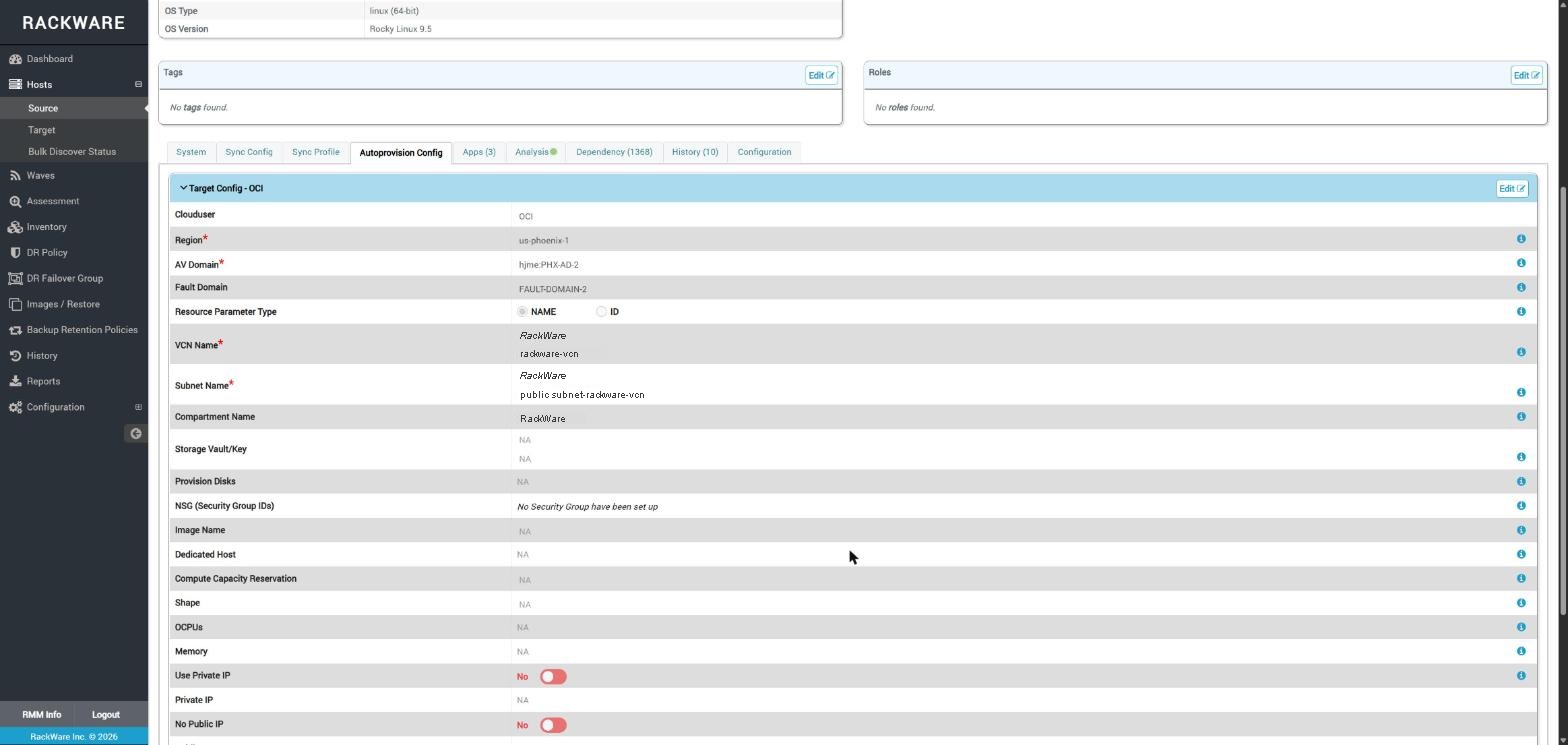 RACKWARE
Dashboard
Hosts
Source
Target
Bulk Discover Status
Waves
Assessment
Inventory
DR Policy
DR Failover Group
Images / Restore
Backup Retention Policies
History
Reports
Configuration
RMM Info Logout
RackWare Inc. © 2026
OS Type linux (64-bit)
OS Version Rocky Linux 9.5
Tags Edit
No tags found.
Roles Edit
No roles found.
System Sync Config Sync Profile Autoprovision Config Apps (3) Analysis Dependency (1368) History (10) Configuration
Target Config - OCI Edit
Clouduser OCI
Region* us-phoenix-1
AV Domain* hjme:PHX-AD-2
Fault Domain FAULT-DOMAIN-2
Resource Parameter Type NAME ID
VCN Name* RackWare
rackware-vcn
Subnet Name* RackWare
public subnet-rackware-vcn
Compartment Name RackWare
Storage Vault/Key NA
NA
Provision Disks NA
NSG (Security Group IDs) No Security Group have been set up
Image Name NA
Dedicated Host NA
Compute Capacity Reservation NA
Shape NA
OCPUs NA
Memory NA
Use Private IP No
Private IP NA
No Public IP No